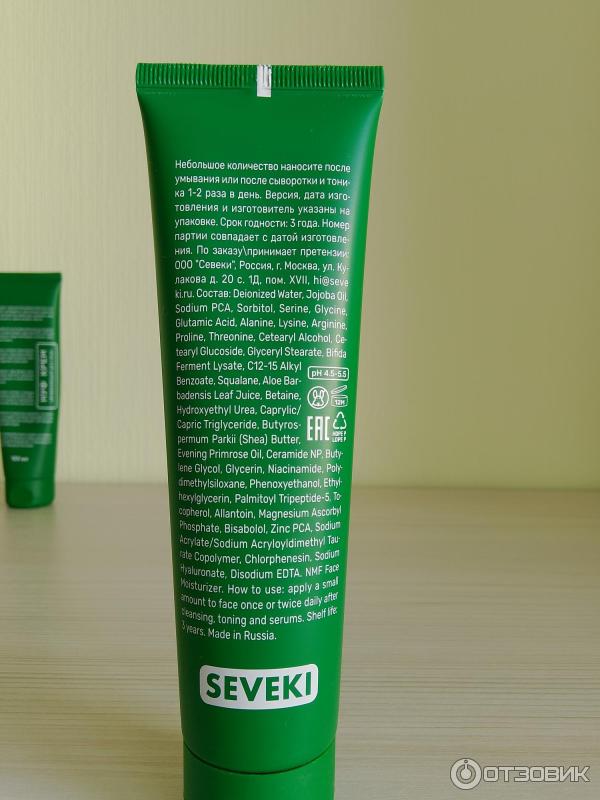 Небольшое количество наносите после
умывания или после сыворотки и тони-
ка 1-2 раза в день. Версия, дата изго-
товления и изготовитель указаны на
упаковке. Срок годности: 3 года. Номер
партии совпадает с датой изготовле-
ния. По заказу\принимает претензии:
ООО "Севеки", Россия, г. Москва, ул. Ку-
лакова д. 20 с. 1Д, пом. XVII, hi@seve
ki.ru. Состав: Deionized Water, Jojoba Oil,
Sodium PCA, Sorbitol, Serine, Glycine,
Glutamic Acid, Alanine, Lysine, Arginine,
Proline, Threonine, Cetearyl Alcohol, Ce-
tearyl Glucoside, Glyceryl Stearate, Bifida
Ferment Lysate, C12-15 Alkyl
Benzoate, Squalane, Aloe Bar-
badensis Leaf Juice, Betaine,
Hydroxyethyl Urea, Caprylic/
Capric Triglyceride, Butyros-
permum Parkii (Shea) Butter,
Evening Primrose Oil, Ceramide NP, Buty-
lene Glycol, Glycerin, Niacinamide, Poly-
dimethylsiloxane, Phenoxyethanol, Ethyl-
hexylglycerin, Palmitoyl Tripeptide-5, To-
copherol, Allantoin, Magnesium Ascorbyl
Phosphate, Bisabolol, Zinc PCA, Sodium
Acrylate/Sodium Acryloyldimethyl Tau-
rate Copolymer, Chlorphenesin, Sodium
Hyaluronate, Disodium EDTA. NMF Face
Moisturizer. How to use: apply a small
amount to face once or twice daily after
cleansing, toning and serums. Shelf life:
3 years. Made in Russia.
pH 4.5-5.5
12M
EAC
HDPE P
LDPE P
SEVEKI
НУФ КРЕМ
100 мл
ОТЗОВИК